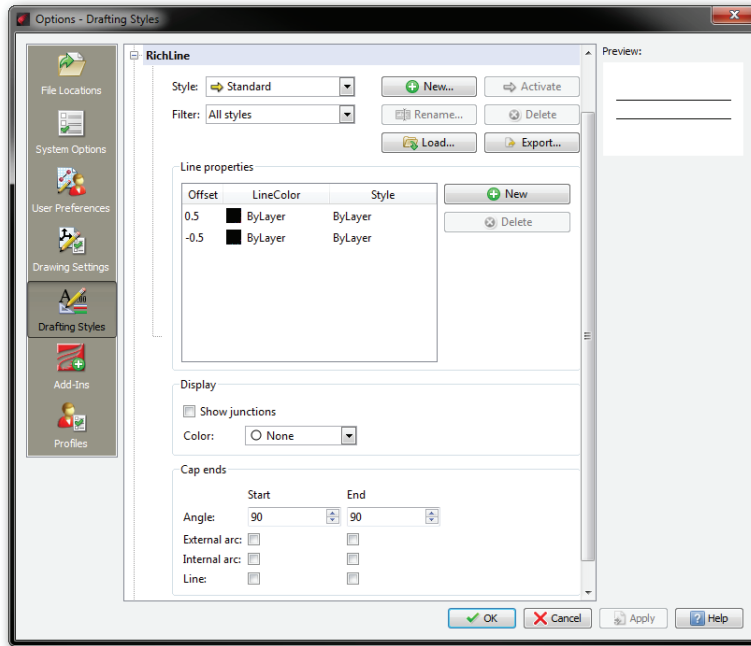 Options - Drafting Styles
File Locations
System Options
User Preferences
Drawing Settings
Drafting Styles
Add-Ins
Profiles
RichLine
Style: Standard
New...
Activate
Filter: All styles
Rename...
Delete
Load...
Export...
Line properties
Offset LineColor Style
0.5 ByLayer ByLayer
-0.5 ByLayer ByLayer
New
Delete
Display
Show junctions
Color: None
Cap ends
Start End
Angle: 90 90
External arc:
Internal arc:
Line:
Preview:
OK
Cancel
Apply
Help